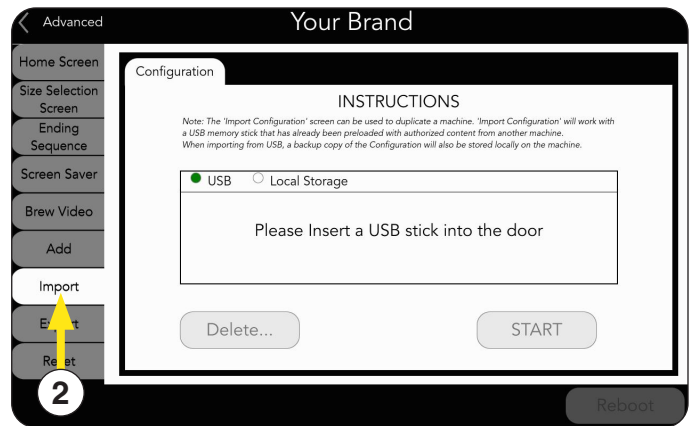 Advanced
Your Brand
Home Screen
Size Selection
Screen
Ending
Sequence
Screen Saver
Brew Video
Add
Import
Reset
2
Configuration
INSTRUCTIONS
Note: The 'Import Configuration' screen can be used to duplicate a machine. 'Import Configuration' will work with
a USB memory stick that has already been preloaded with authorized content from another machine.
When importing from USB, a backup copy of the Configuration will also be stored locally on the machine.
USB Local Storage
Please Insert a USB stick into the door
Delete...
START
Reboot